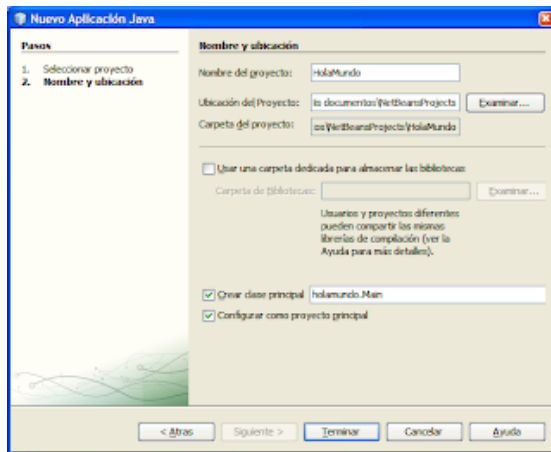 Nuevo Aplicación Java
Pasos
1. Seleccionar proyecto
2. Nombre y ubicación
Nombre y ubicación
Nombre del proyecto: HolaMundo
Ubicación del Proyecto: is documentos\NetBeansProjects Examinar...
Carpeta del proyecto: os\NetBeansProjects\HolaMundo
Usar una carpeta dedicada para almacenar las bibliotecas
Carpeta de Bibliotecas: Examinar...
Usuarios y proyectos diferentes
pueden compartir las mismas
librerías de compilación (ver la
Ayuda para más detalles).
Crear clase principal holamundo.Main
Configurar como proyecto principal
< Atras Siguiente > Terminar Cancelar Ayuda